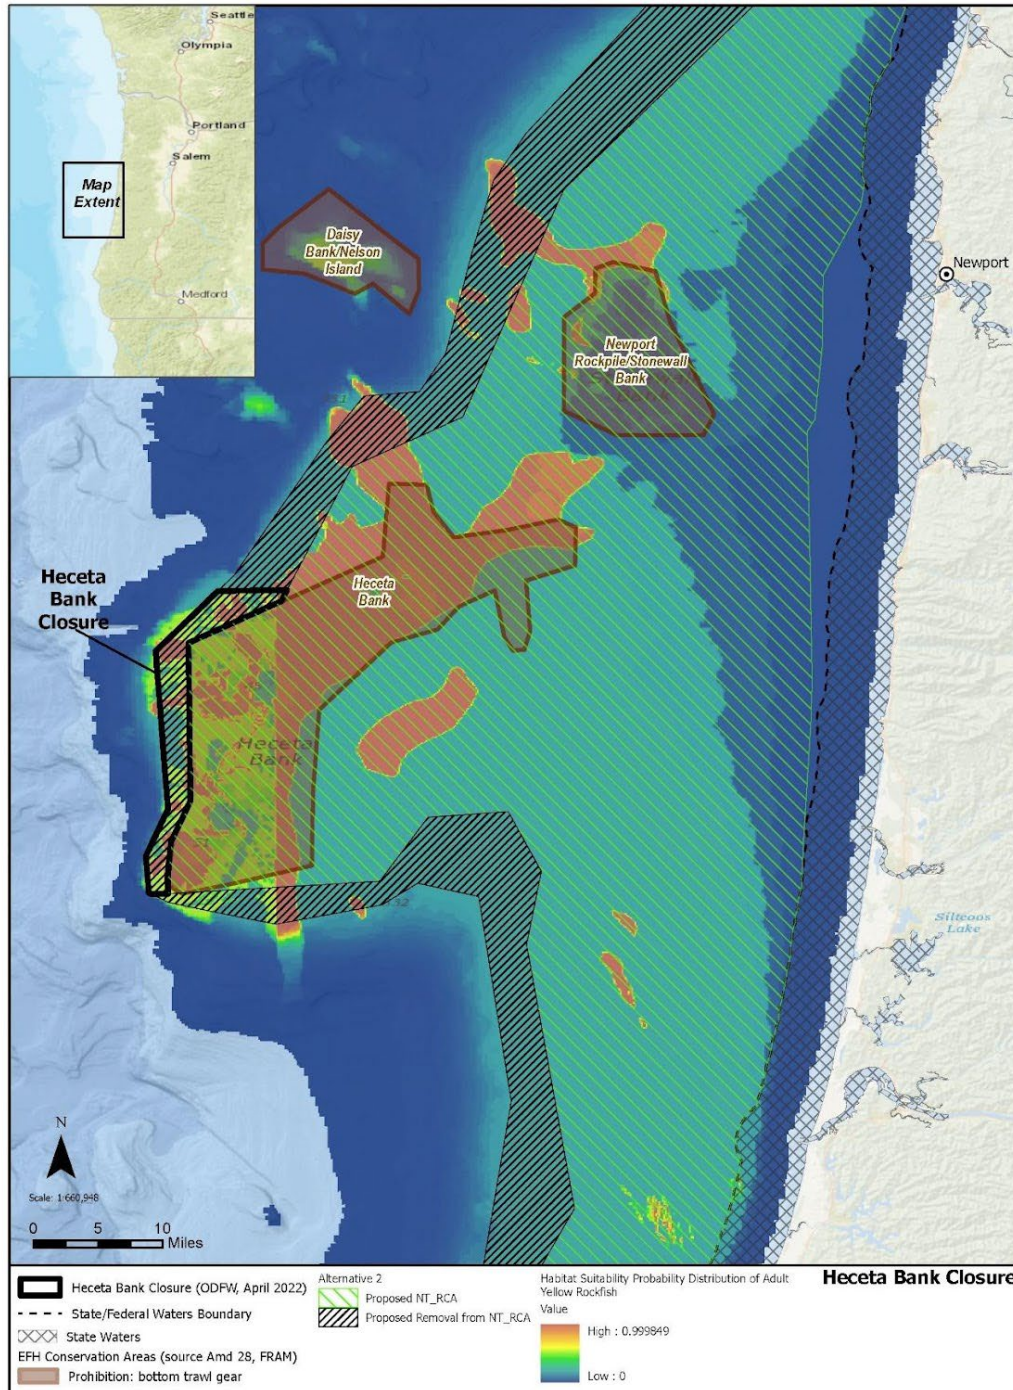 Seattle
Olympia
Portland
Salem
Map
Extent
Medford
Daisy
Bank/Nelson
Island
Newport
Newport
Rockpile/Stonewall
Bank
Heceta
Bank
Closure
Heceta
Bank
Heceta
Bank
Siltcoos
Lake
N
Scale: 1:660,948
0 5 10
Miles
Heceta Bank Closure (ODFW, April 2022)
State/Federal Waters Boundary
State Waters
EFH Conservation Areas (source Amd 28, FRAM)
Prohibition: bottom trawl gear
Alternative 2
Proposed NT_RCA
Proposed Removal from NT_RCA
Habitat Suitability Probability Distribution of Adult
Yellow Rockfish
Value
High : 0.999849
Low : 0
Heceta Bank Closure